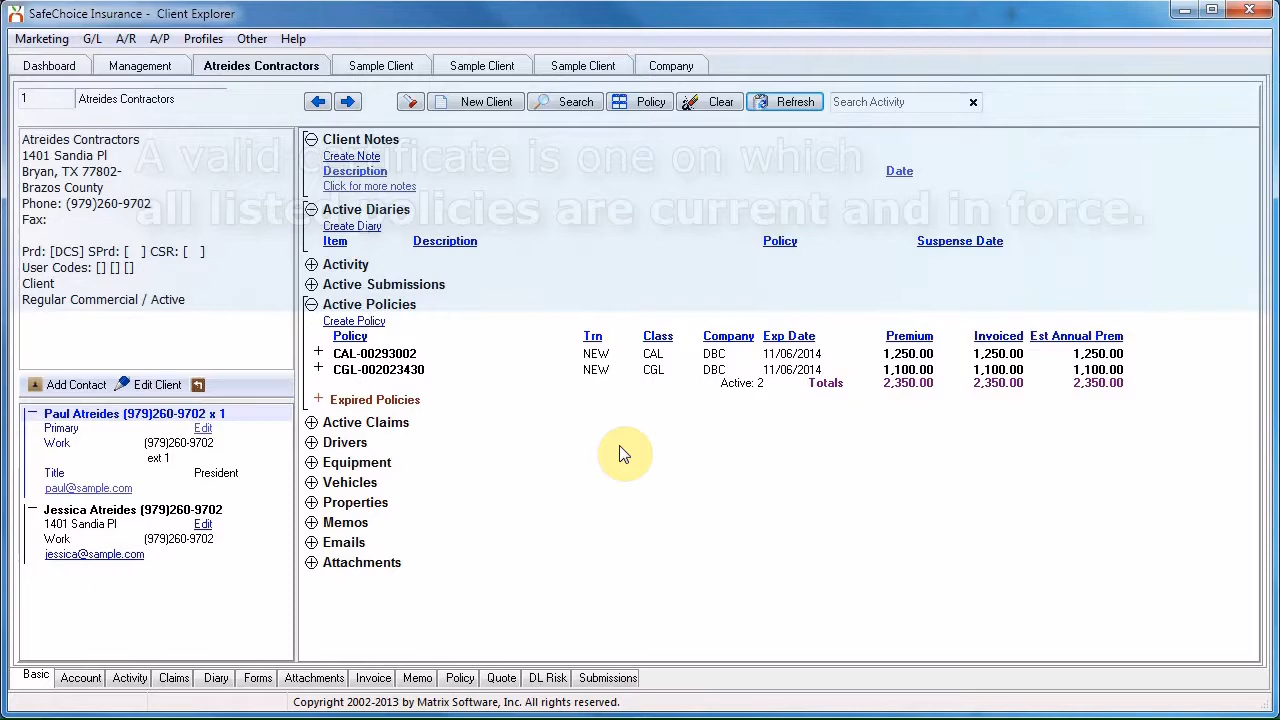 SafeChoice Insurance - Client Explorer
Marketing G/L A/R A/P Profiles Other Help
Dashboard Management Atreides Contractors Sample Client Sample Client Sample Client Company
1 Atreides Contractors New Client Search Policy Clear Refresh Search Activity
A valid certificate is one on which
all listed policies are current and in force.
Atreides Contractors
1401 Sandia Pl
Bryan, TX 77802-
Brazos County
Phone: (979)260-9702
Fax:
Prd: [DCS] SPrd: [ ] CSR: [ ]
User Codes: [] [] []
Client
Regular Commercial / Active
Add Contact Edit Client
Paul Atreides (979)260-9702 x 1
Primary Edit
Work (979)260-9702
ext 1
Title President
paul@sample.com
Jessica Atreides (979)260-9702
1401 Sandia Pl Edit
Work (979)260-9702
jessica@sample.com
Client Notes
Create Note
Description Date
Click for more notes
Active Diaries
Create Diary
Item Description Policy Suspense Date
Activity
Active Submissions
Active Policies
Create Policy
Policy Trn Class Company Exp Date Premium Invoiced Est Annual Prem
CAL-00293002 NEW CAL DBC 11/06/2014 1,250.00 1,250.00 1,250.00
CGL-002023430 NEW CGL DBC 11/06/2014 1,100.00 1,100.00 1,100.00
Active: 2 Totals 2,350.00 2,350.00 2,350.00
Expired Policies
Active Claims
Drivers
Equipment
Vehicles
Properties
Memos
Emails
Attachments
Basic Account Activity Claims Diary Forms Attachments Invoice Memo Policy Quote DL Risk Submissions
Copyright 2002-2013 by Matrix Software, Inc. All rights reserved.